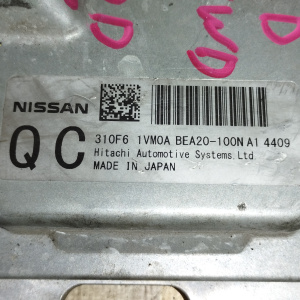 NISSAN
QC 310F6 1VM0A BEA20-100N A1 4409
Hitachi Automotive Systems,Ltd.
MADE IN JAPAN